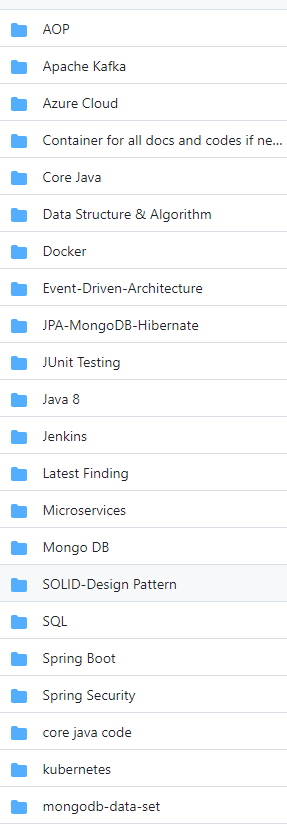 AOP
Apache Kafka
Azure Cloud
Container for all docs and codes if ne...
Core Java
Data Structure & Algorithm
Docker
Event-Driven-Architecture
JPA-MongoDB-Hibernate
JUnit Testing
Java 8
Jenkins
Latest Finding
Microservices
Mongo DB
SOLID-Design Pattern
SQL
Spring Boot
Spring Security
core java code
kubernetes
mongodb-data-set